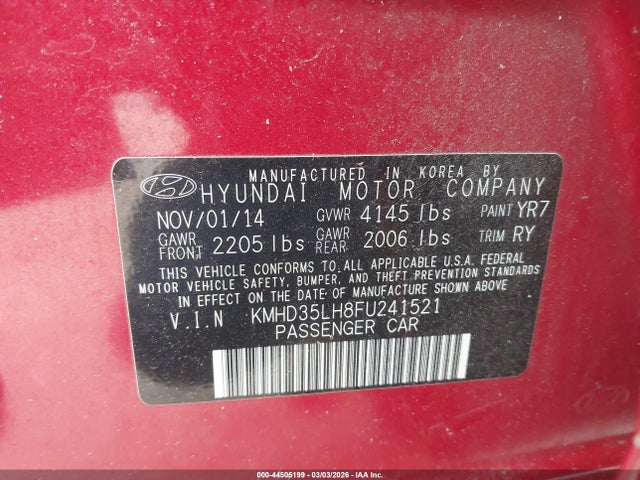 MANUFACTURED IN KOREA BY
HYUNDAI MOTOR COMPANY
NOV/01/14 GVWR 4145 lbs PAINT YR7
GAWR FRONT 2205 lbs GAWR REAR 2006 lbs TRIM RY
THIS VEHICLE CONFORMS TO ALL APPLICABLE U.S.A. FEDERAL
MOTOR VEHICLE SAFETY, BUMPER, AND THEFT PREVENTION STANDARDS
IN EFFECT ON THE DATE OF MANUFACTURE SHOWN ABOVE.
V.I.N KMHD35LH8FU241521
PASSENGER CAR
000-44505199 | 03/03/2026 - IAA Inc.